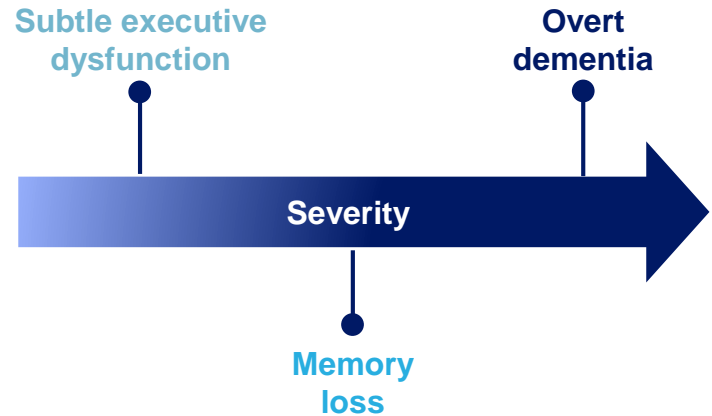 Subtle executive
dysfunction
Overt
dementia
Severity
Memory
loss